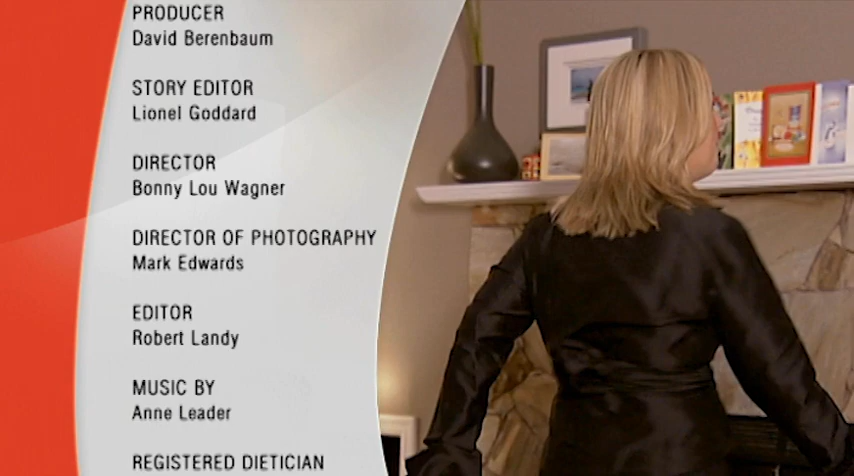 PRODUCER
David Berenbaum
STORY EDITOR
Lionel Goddard
DIRECTOR
Bonny Lou Wagner
DIRECTOR OF PHOTOGRAPHY
Mark Edwards
EDITOR
Robert Landy
MUSIC BY
Anne Leader
REGISTERED DIETICIAN